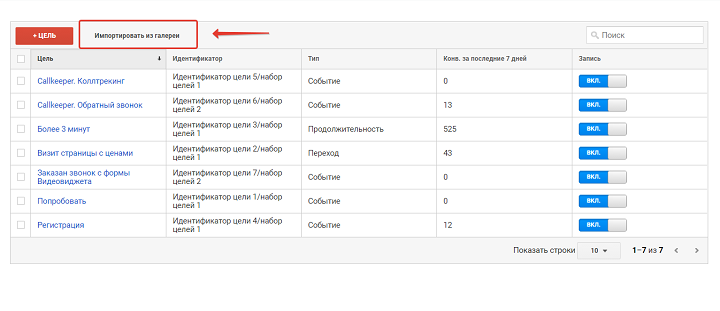 + ЦЕЛЬ
Импортировать из галереи
Поиск
Цель
Идентификатор
Тип
Конв. за последние 7 дней
Запись
Callkeeper. Коллтрекинг
Идентификатор цели 5/набор
целей 1
Событие
0
ВКЛ.
Callkeeper. Обратный звонок
Идентификатор цели 6/набор
целей 2
Событие
13
ВКЛ.
Более 3 минут
Идентификатор цели 3/набор
целей 1
Продолжительность
525
ВКЛ.
Визит страницы с ценами
Идентификатор цели 2/набор
целей 1
Переход
43
ВКЛ.
Заказан звонок с формы
Видеовиджета
Идентификатор цели 7/набор
целей 2
Событие
0
ВКЛ.
Попробовать
Идентификатор цели 1/набор
целей 1
Событие
0
ВКЛ.
Регистрация
Идентификатор цели 4/набор
целей 1
Событие
12
ВКЛ.
Показать строки 10 1–7 из 7